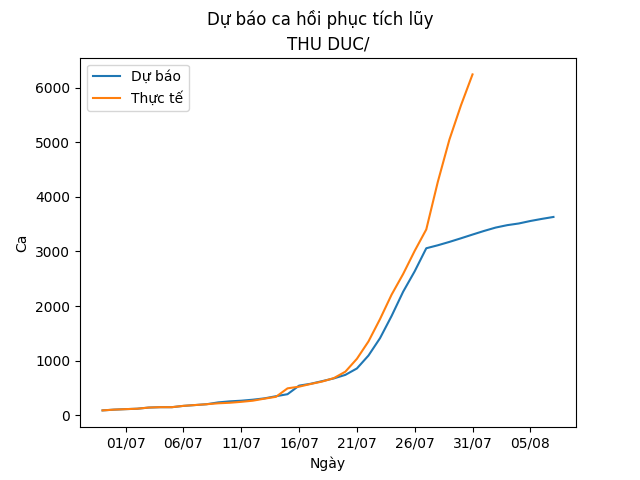 Dự báo ca hồi phục tích lũy
THU DUC/
Dự báo
Thực tế
6000
5000
4000
3000
2000
1000
0
Ca
01/07 06/07 11/07 16/07 21/07 26/07 31/07 05/08
Ngày